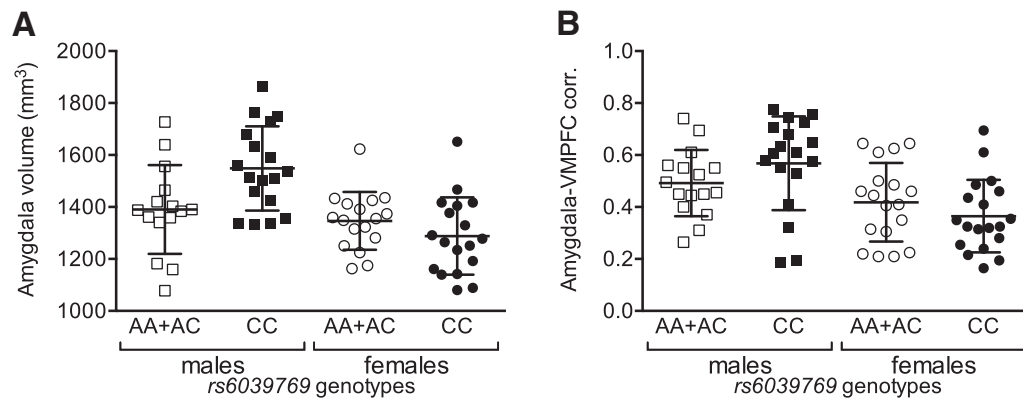 A
B
Amygdala volume (mm³)
2000
1800
1600
1400
1200
1000
AA+AC CC AA+AC CC
males females
rs6039769 genotypes
Amygdala-VMPFC corr.
1.0
0.8
0.6
0.4
0.2
0.0
AA+AC CC AA+AC CC
males females
rs6039769 genotypes